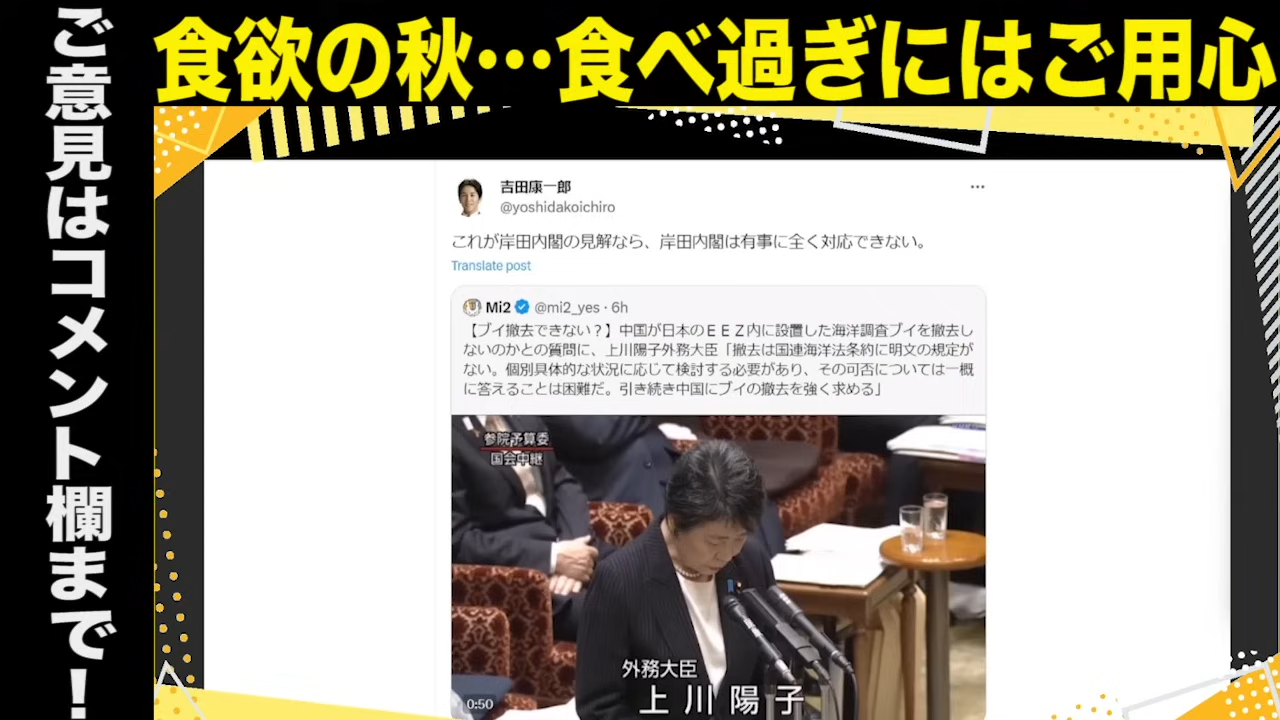 食欲の秋…食べ過ぎにはご用心
ご意見はコメント欄まで！
吉田康一郎
@yoshidakoichiro
これが岸田内閣の見解なら、岸田内閣は有事に全く対応できない。
Translate post
Mi2 @mi2_yes · 6h
【ブイ撤去できない？】中国が日本のＥＥＺ内に設置した海洋調査ブイを撤去し
ないのかとの質問に、上川陽子外務大臣「撤去は国連海洋法条約に明文の規定が
ない。個別具体的な状況に応じて検討する必要があり、その可否については一概
に答えることは困難だ。引き続き中国にブイの撤去を強く求める」
参院予算委
国会中継
外務大臣
上川陽子
0:50